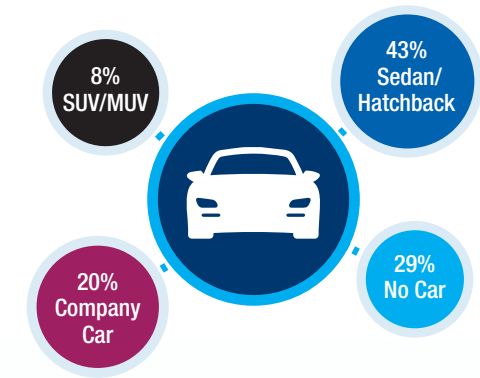 8%
SUV/MUV
43%
Sedan/
Hatchback
20%
Company
Car
29%
No Car